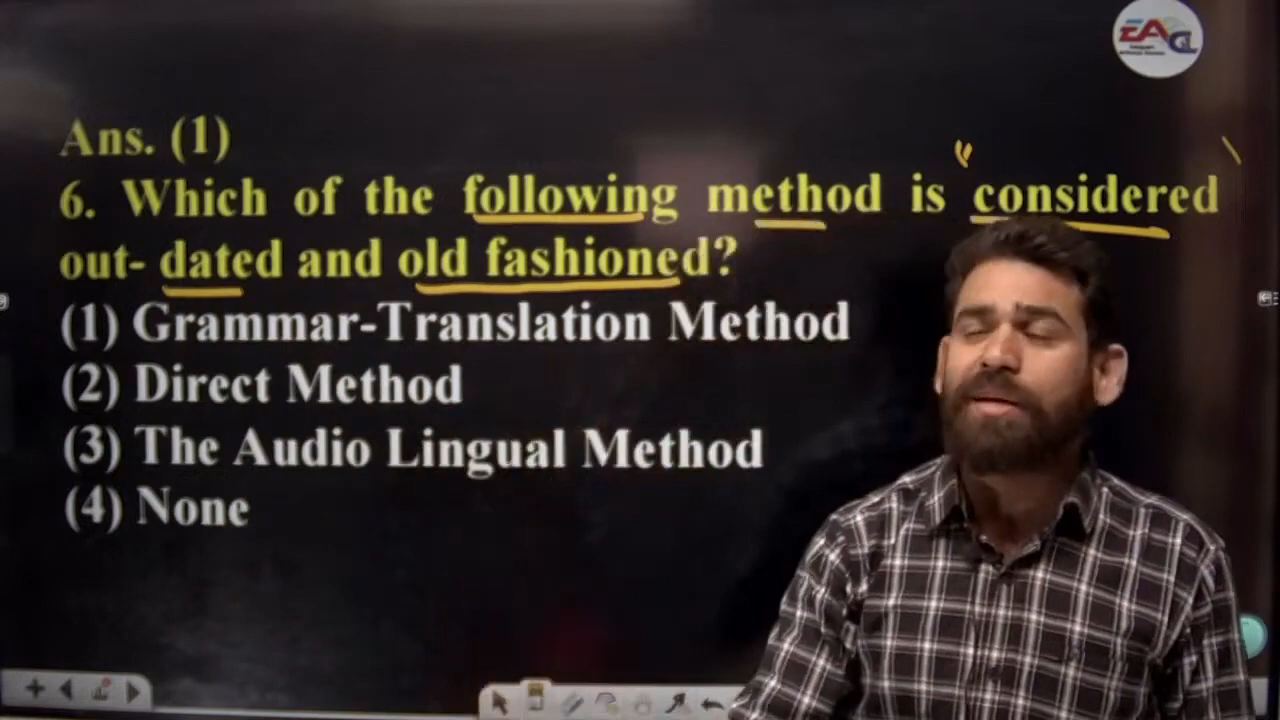 EAGL
Ans. (1)
6. Which of the following method is considered
out- dated and old fashioned?
(1) Grammar-Translation Method
(2) Direct Method
(3) The Audio Lingual Method
(4) None